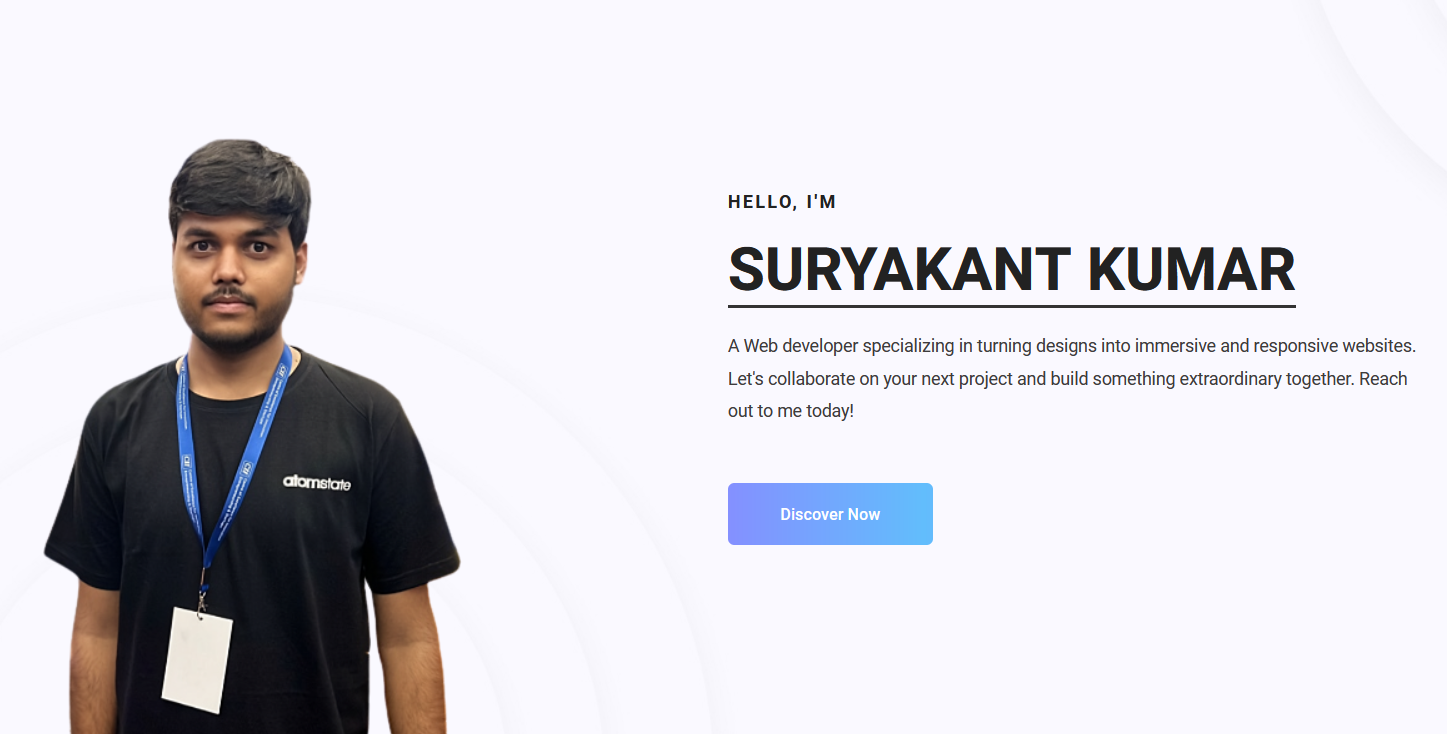 HELLO, I'M
SURYAKANT KUMAR
A Web developer specializing in turning designs into immersive and responsive websites.
Let's collaborate on your next project and build something extraordinary together. Reach
out to me today!
atomstate
Discover Now